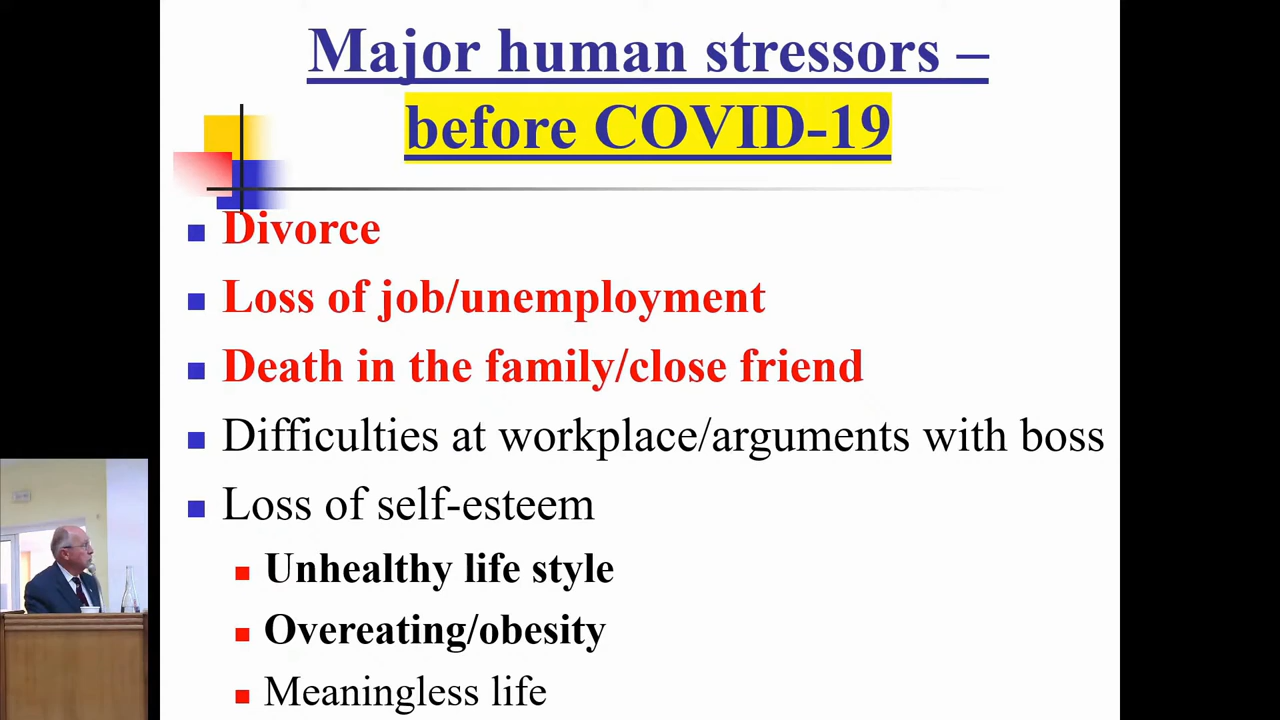 Major human stressors –
before COVID-19
Divorce
Loss of job/unemployment
Death in the family/close friend
Difficulties at workplace/arguments with boss
Loss of self-esteem
Unhealthy life style
Overeating/obesity
Meaningless life